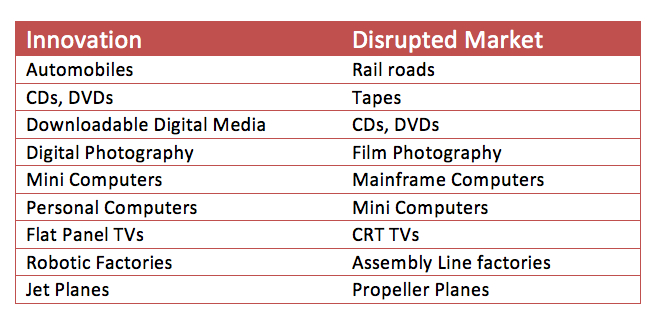 Innovation Disrupted Market
Automobiles Rail roads
CDs, DVDs Tapes
Downloadable Digital Media CDs, DVDs
Digital Photography Film Photography
Mini Computers Mainframe Computers
Personal Computers Mini Computers
Flat Panel TVs CRT TVs
Robotic Factories Assembly Line factories
Jet Planes Propeller Planes